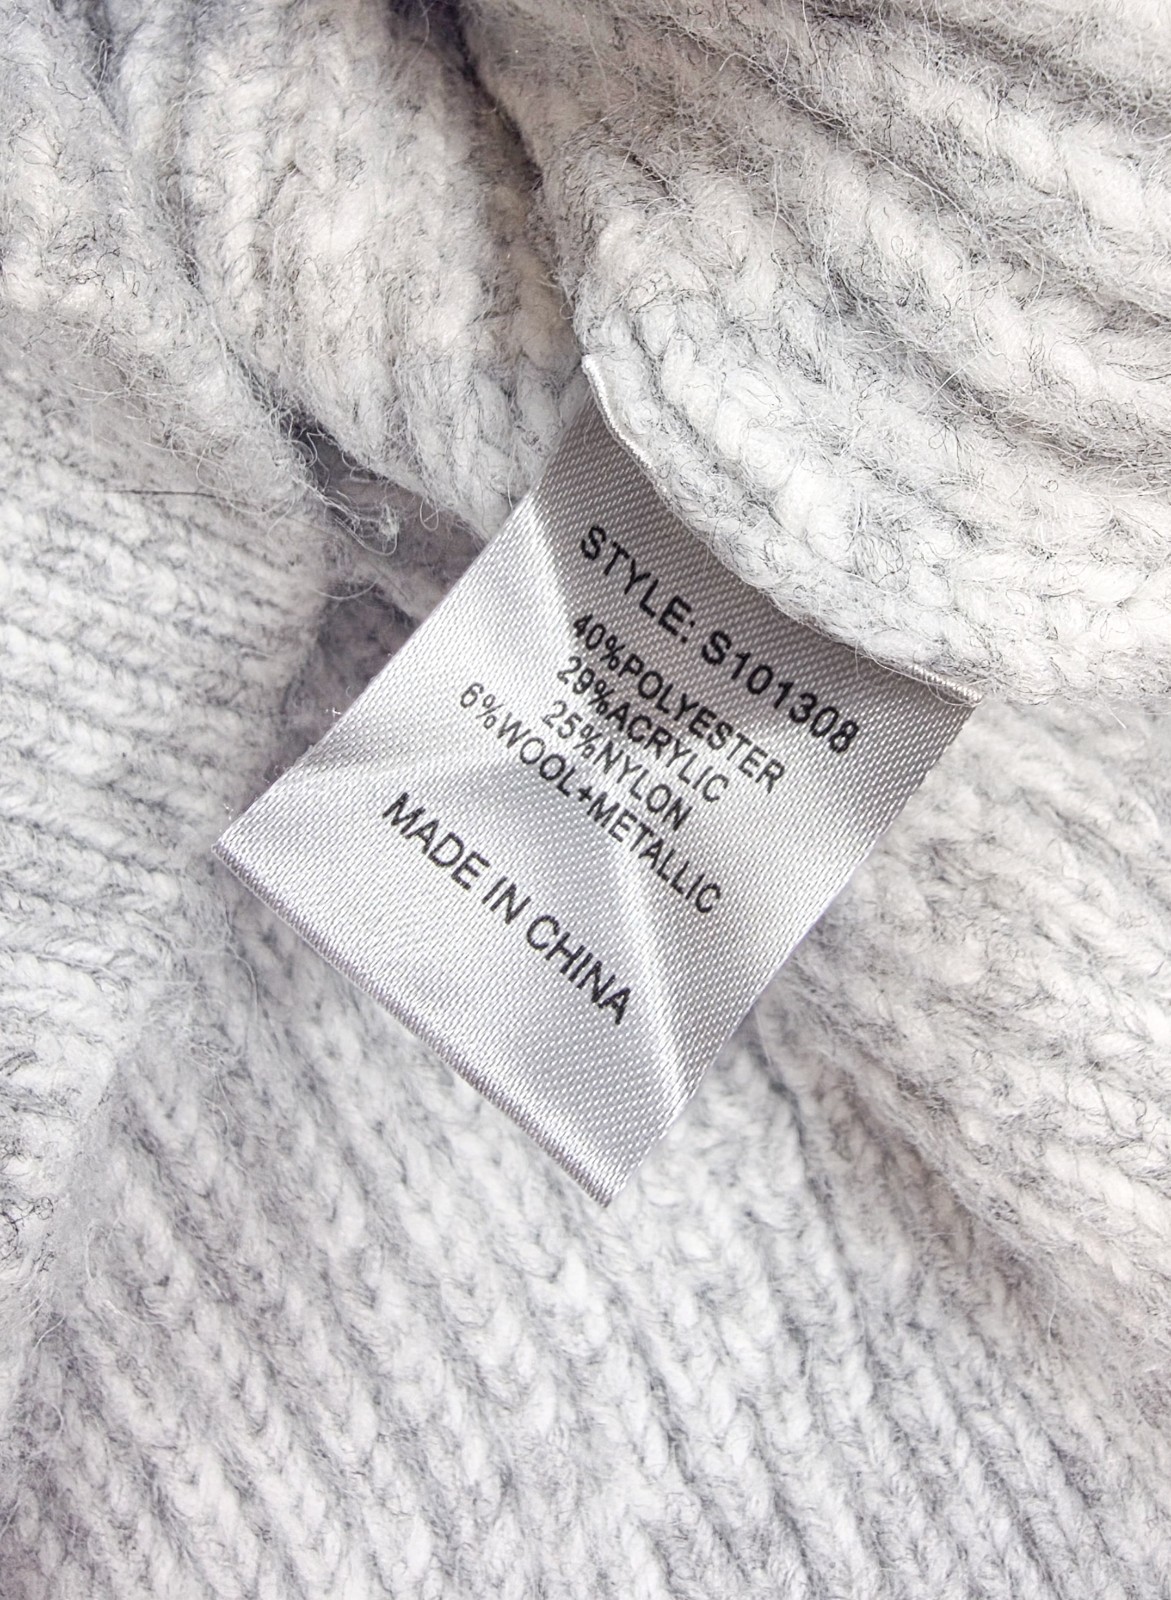 STYLE: S101308
40%POLYESTER
29%ACRYLIC
25%NYLON
6%WOOL+METALLIC
MADE IN CHINA